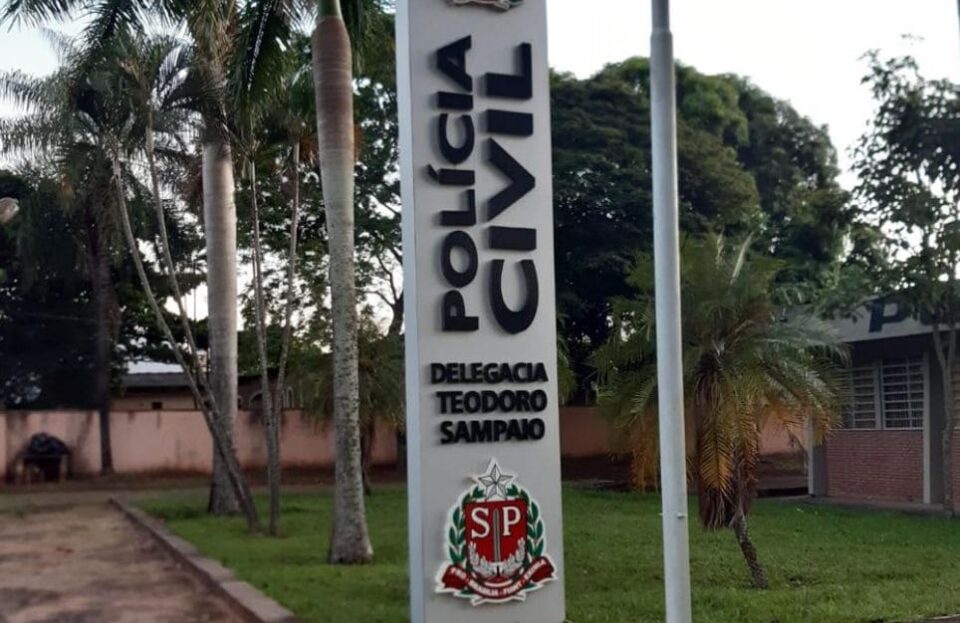 POLÍCIA
CIVIL
DELEGACIA
TEODORO
SAMPAIO
SP